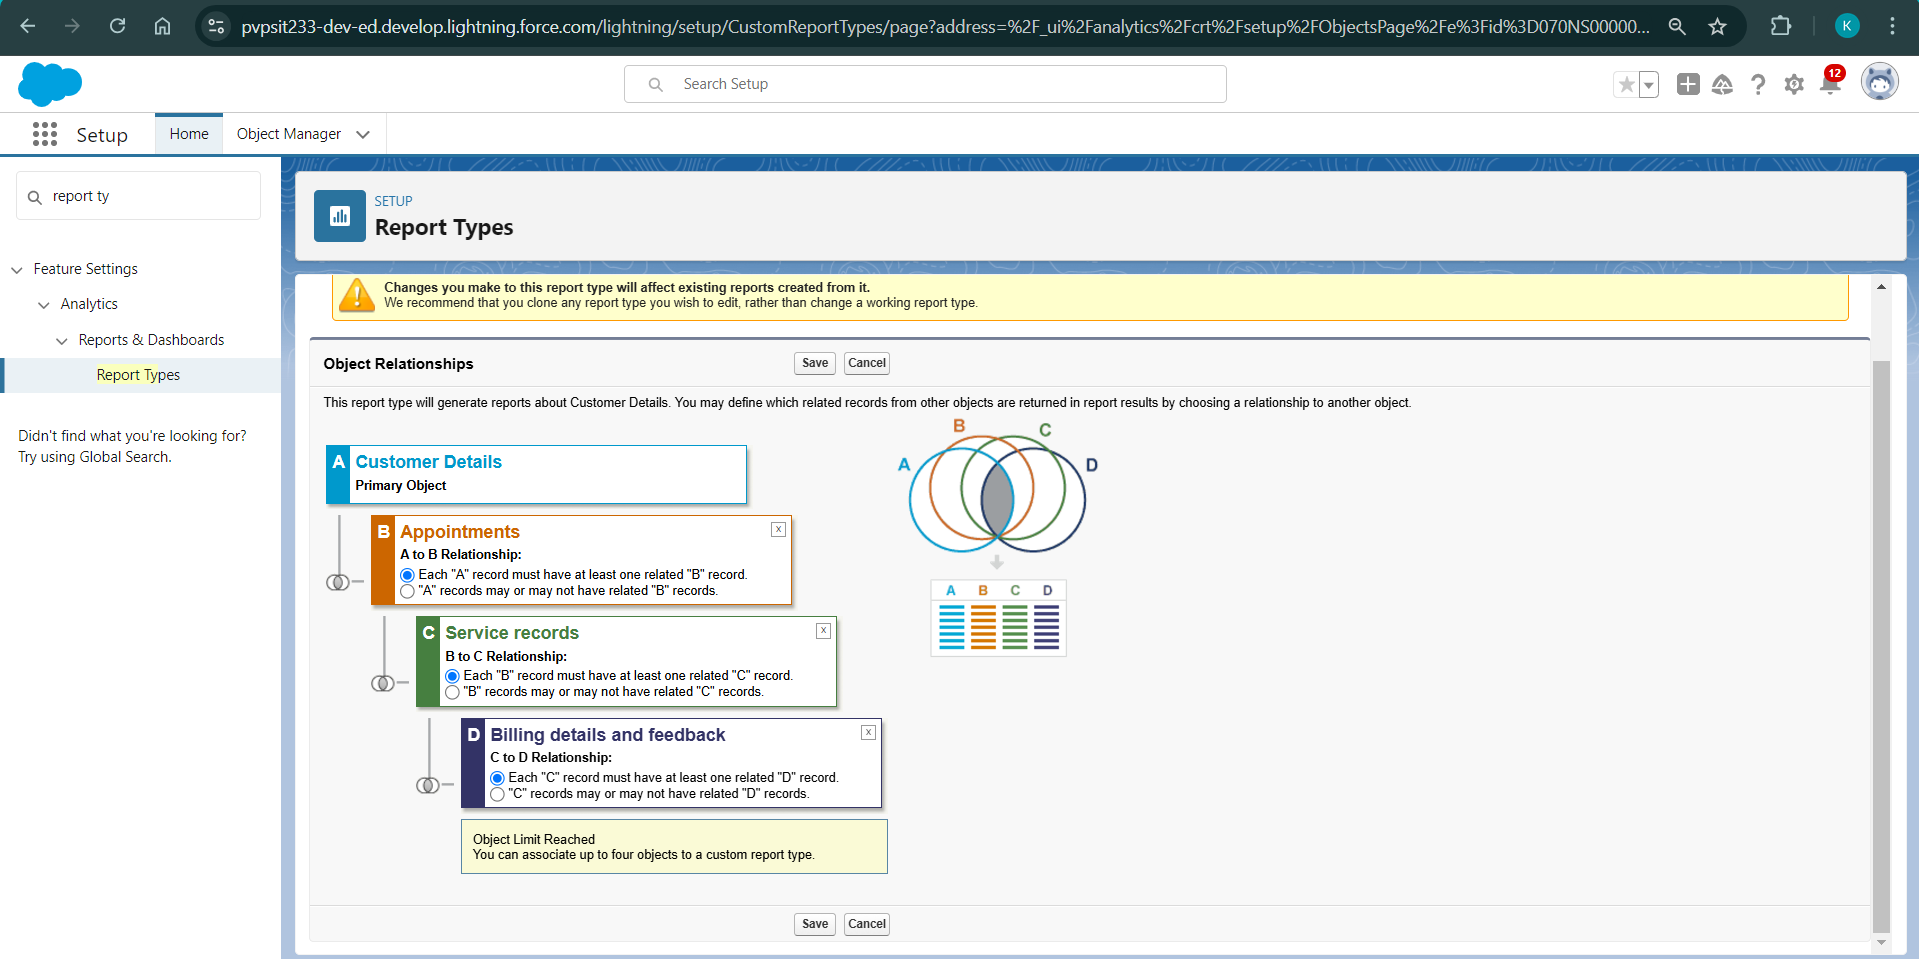 pvpsit233-dev-ed.develop.lightning.force.com/lightning/setup/CustomReportTypes/page?address=%2F_ui%2Fanalytics%2Fcrt%2Fsetup%2FObjectsPage%2Fe%3Fid%3D070NS00000...
K
Search Setup
12
Setup
Home
Object Manager
report ty
Feature Settings
Analytics
Reports & Dashboards
Report Types
Didn't find what you're looking for?
Try using Global Search.
SETUP
Report Types
Changes you make to this report type will affect existing reports created from it.
We recommend that you clone any report type you wish to edit, rather than change a working report type.
Object Relationships
Save
Cancel
This report type will generate reports about Customer Details. You may define which related records from other objects are returned in report results by choosing a relationship to another object.
A Customer Details
Primary Object
B Appointments
x
A to B Relationship:
Each "A" record must have at least one related "B" record.
"A" records may or may not have related "B" records.
C Service records
x
B to C Relationship:
Each "B" record must have at least one related "C" record.
"B" records may or may not have related "C" records.
D Billing details and feedback
x
C to D Relationship:
Each "C" record must have at least one related "D" record.
"C" records may or may not have related "D" records.
Object Limit Reached
You can associate up to four objects to a custom report type.
A
B
C
D
A B C D
Save
Cancel